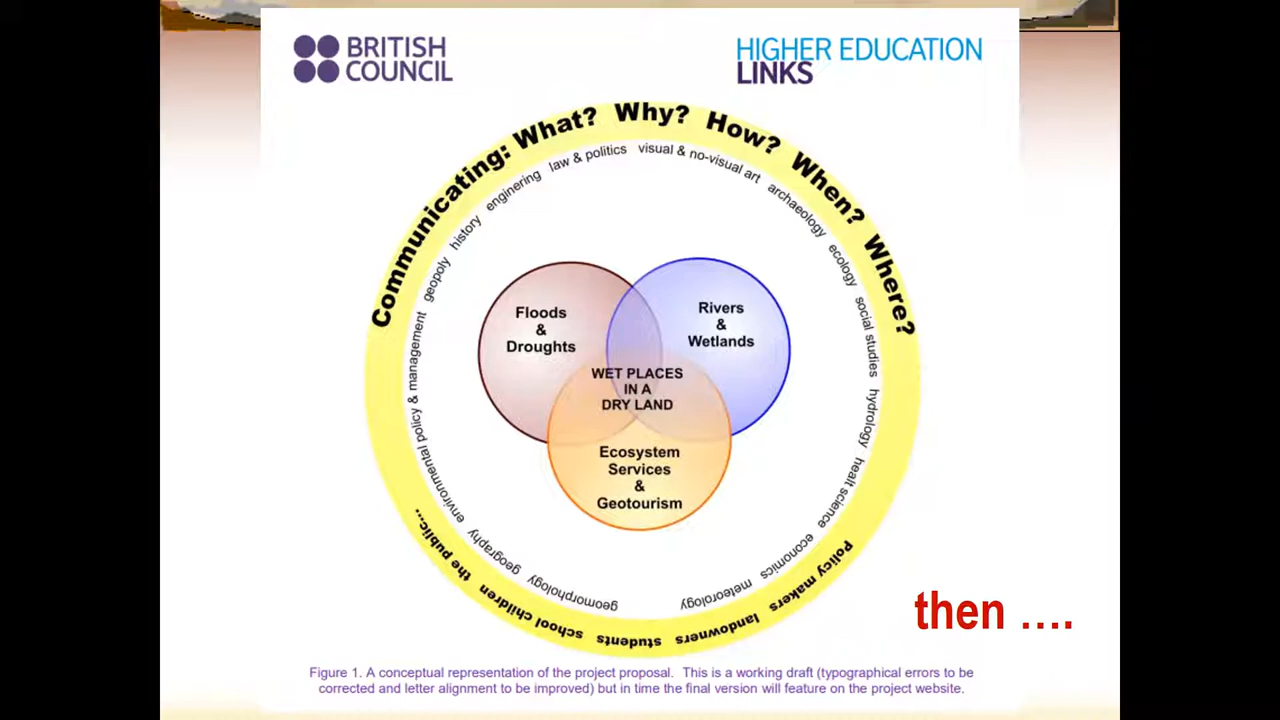 BRITISH
COUNCIL
HIGHER EDUCATION
LINKS
Communicating: What? Why? How? When? Where?
environmental policy & management geopoly history enginering law & politics visual & no-visual art archaeology ecology social studies hydrology healt science economics meteorology geomorphology geography
Floods
&
Droughts
Rivers
&
Wetlands
WET PLACES
IN A
DRY LAND
Ecosystem
Services
&
Geotourism
Policy makers landowners students school children the public...
then ....
Figure 1. A conceptual representation of the project proposal. This is a working draft (typographical errors to be
corrected and letter alignment to be improved) but in time the final version will feature on the project website.